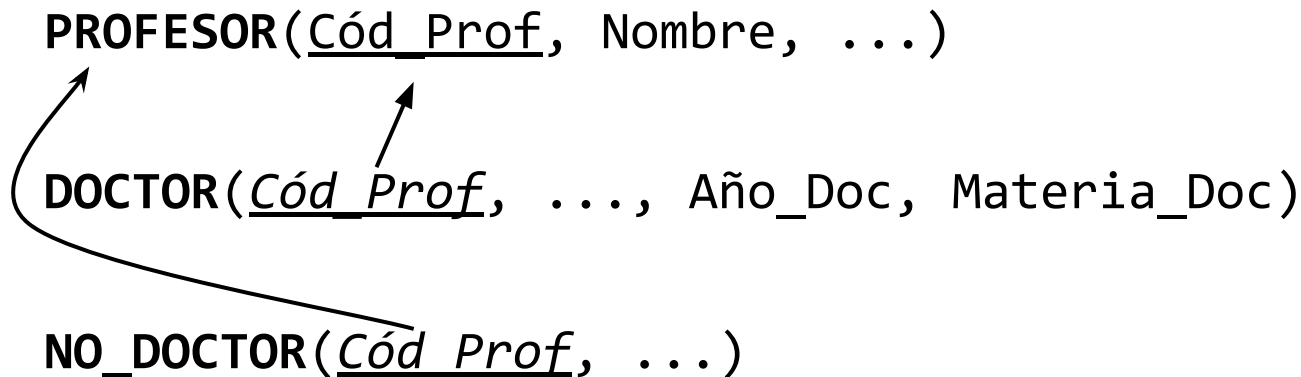 PROFESOR(Cód_Prof, Nombre, ...)
DOCTOR(Cód_Prof, ..., Año_Doc, Materia_Doc)
NO_DOCTOR(Cód_Prof, ...)